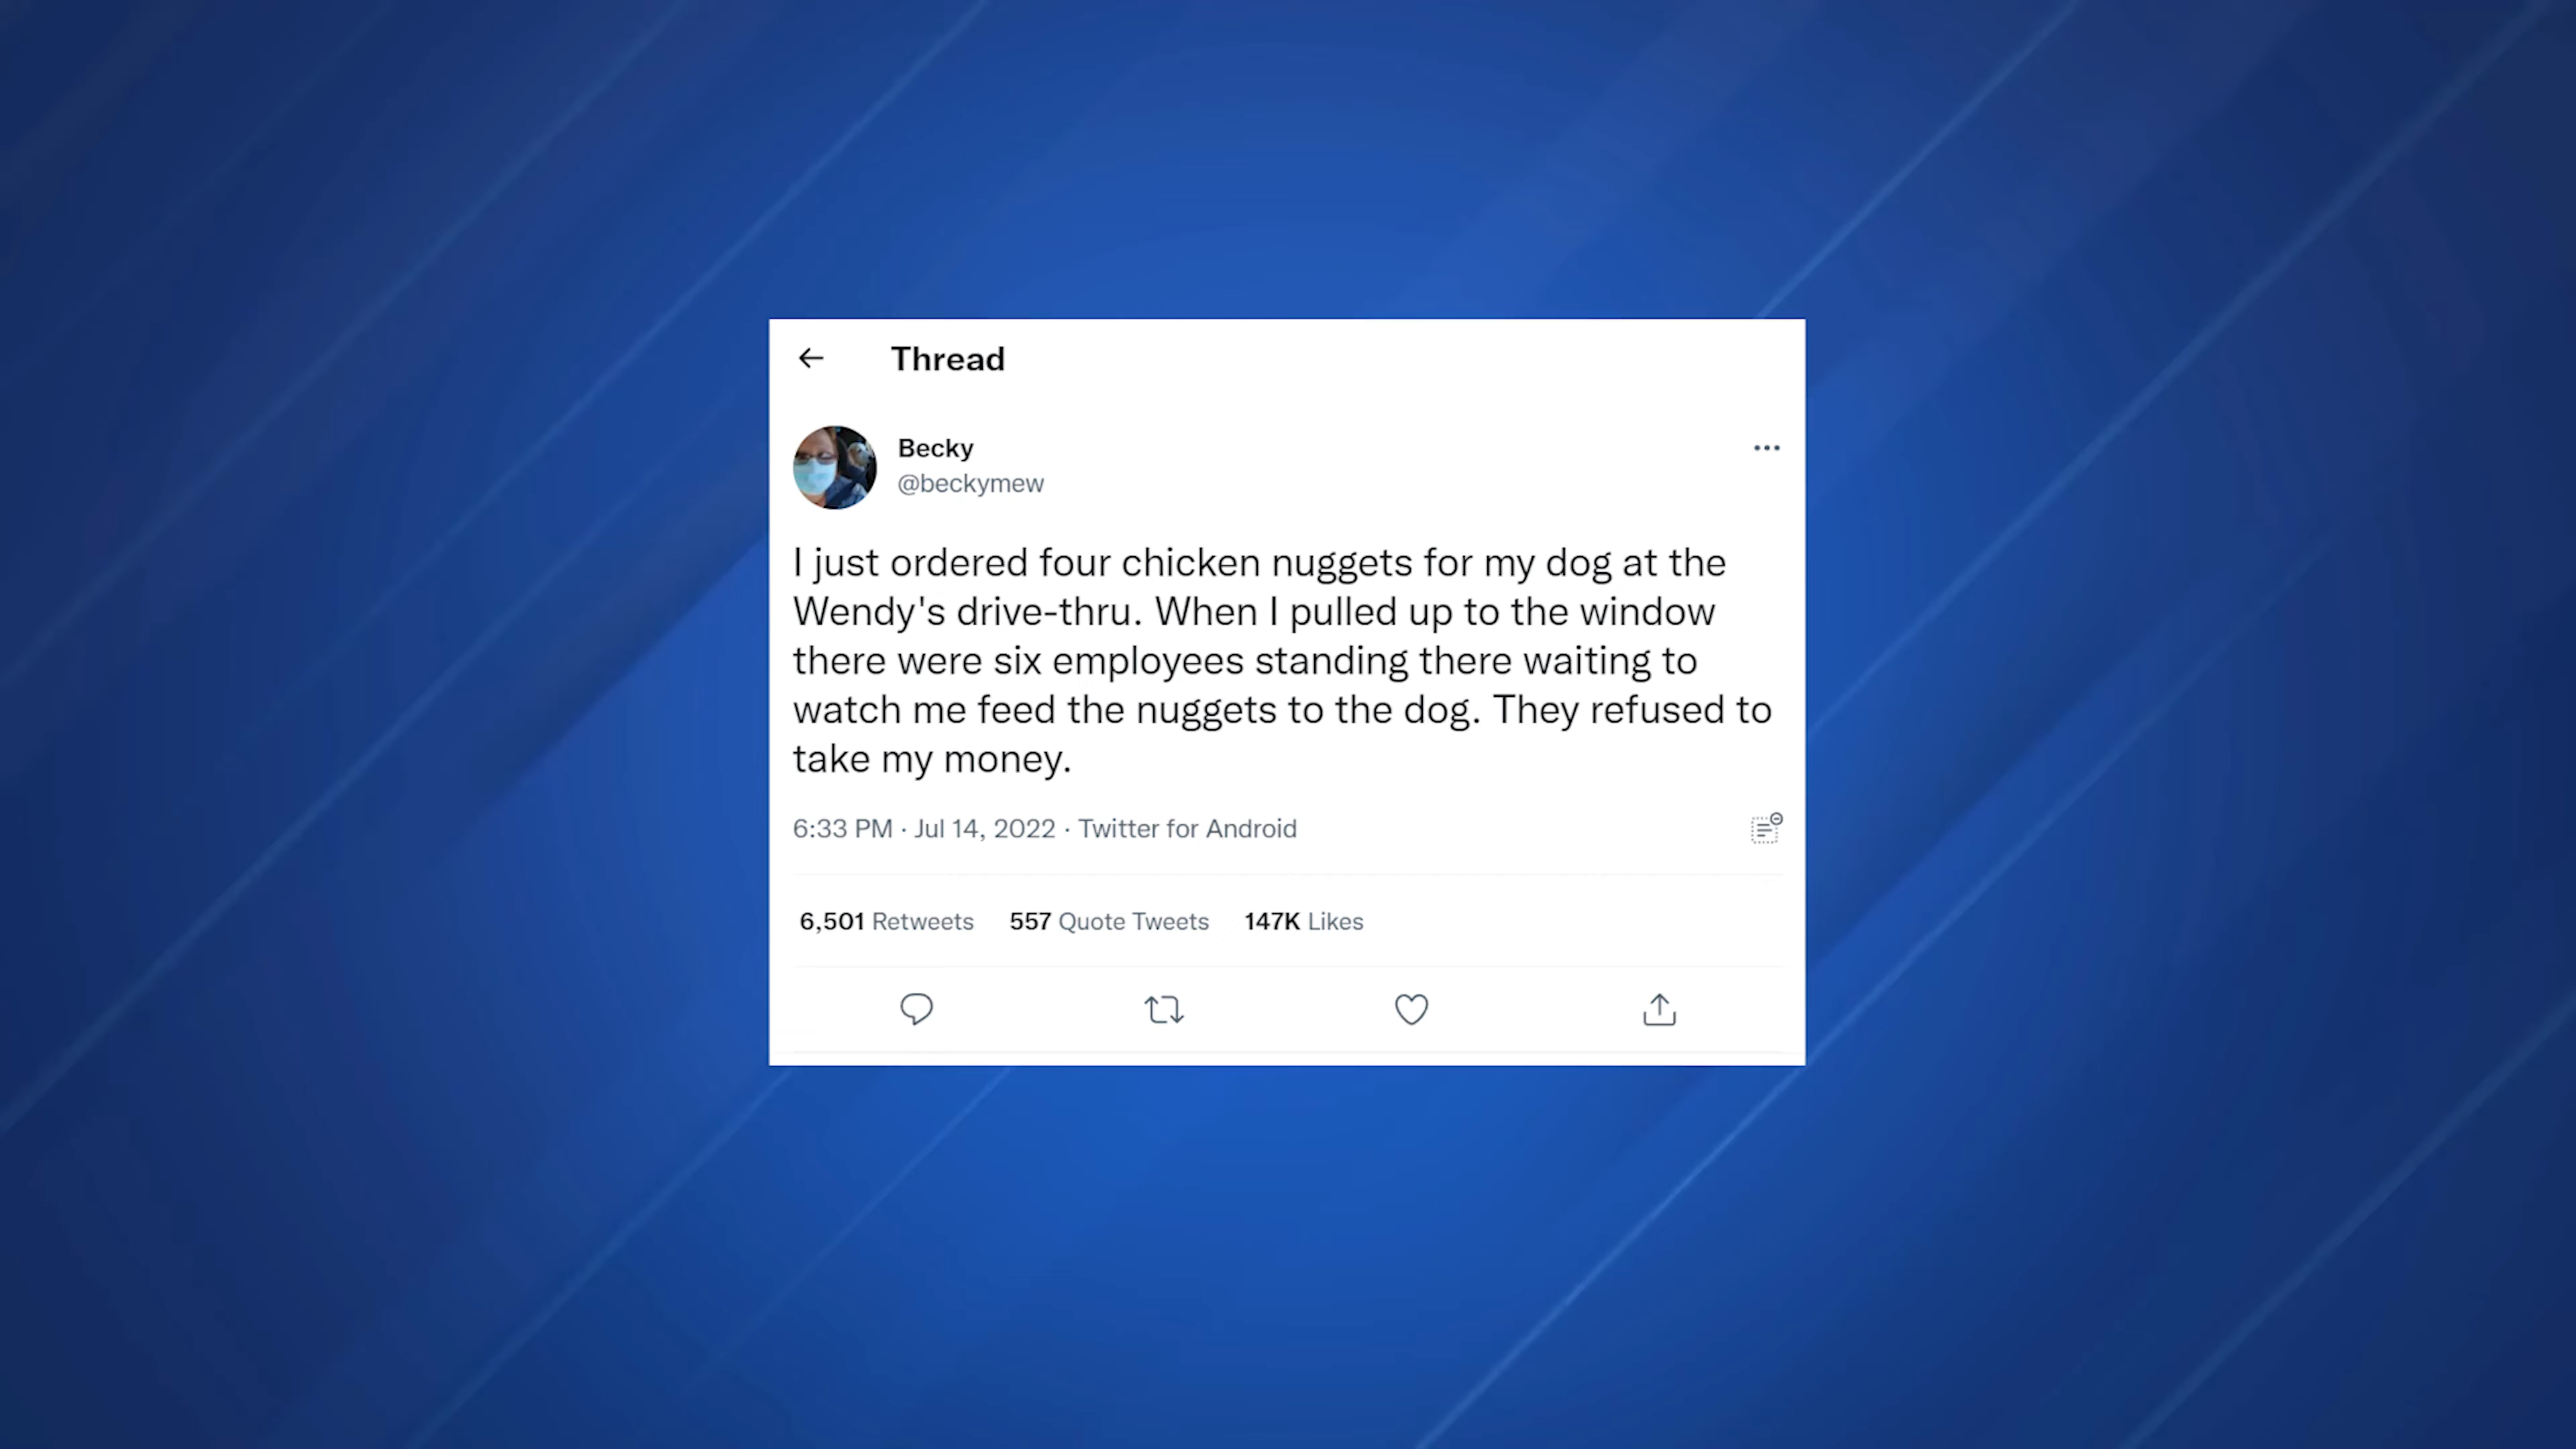 Thread
Becky
@beckymew
I just ordered four chicken nuggets for my dog at the
Wendy's drive-thru. When I pulled up to the window
there were six employees standing there waiting to
watch me feed the nuggets to the dog. They refused to
take my money.
6:33 PM · Jul 14, 2022 · Twitter for Android
6,501 Retweets 557 Quote Tweets 147K Likes